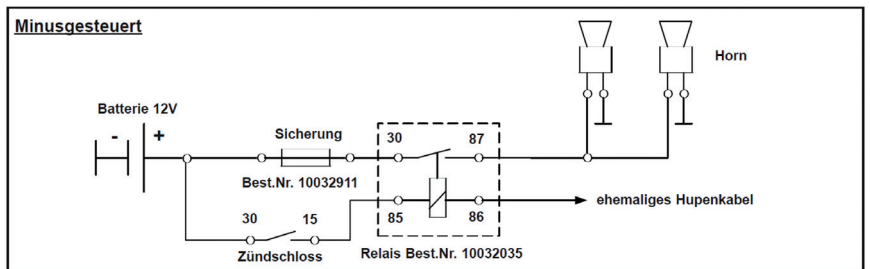 Minusgesteuert
Horn
Batterie 12V
- +
Sicherung
30 87
Best.Nr. 10032911
30 15
85 86
ehemaliges Hupenkabel
Zündschloss
Relais Best.Nr. 10032035